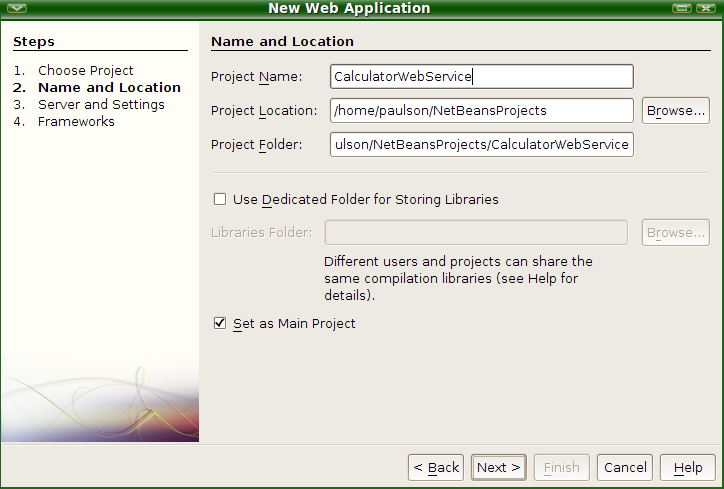 New Web Application
Steps
1. Choose Project
2. Name and Location
3. Server and Settings
4. Frameworks
Name and Location
Project Name: CalculatorWebService
Project Location: /home/paulson/NetBeansProjects Browse...
Project Folder: ulson/NetBeansProjects/CalculatorWebService
Use Dedicated Folder for Storing Libraries
Libraries Folder: Browse...
Different users and projects can share the
same compilation libraries (see Help for
details).
Set as Main Project
< Back Next > Finish Cancel Help